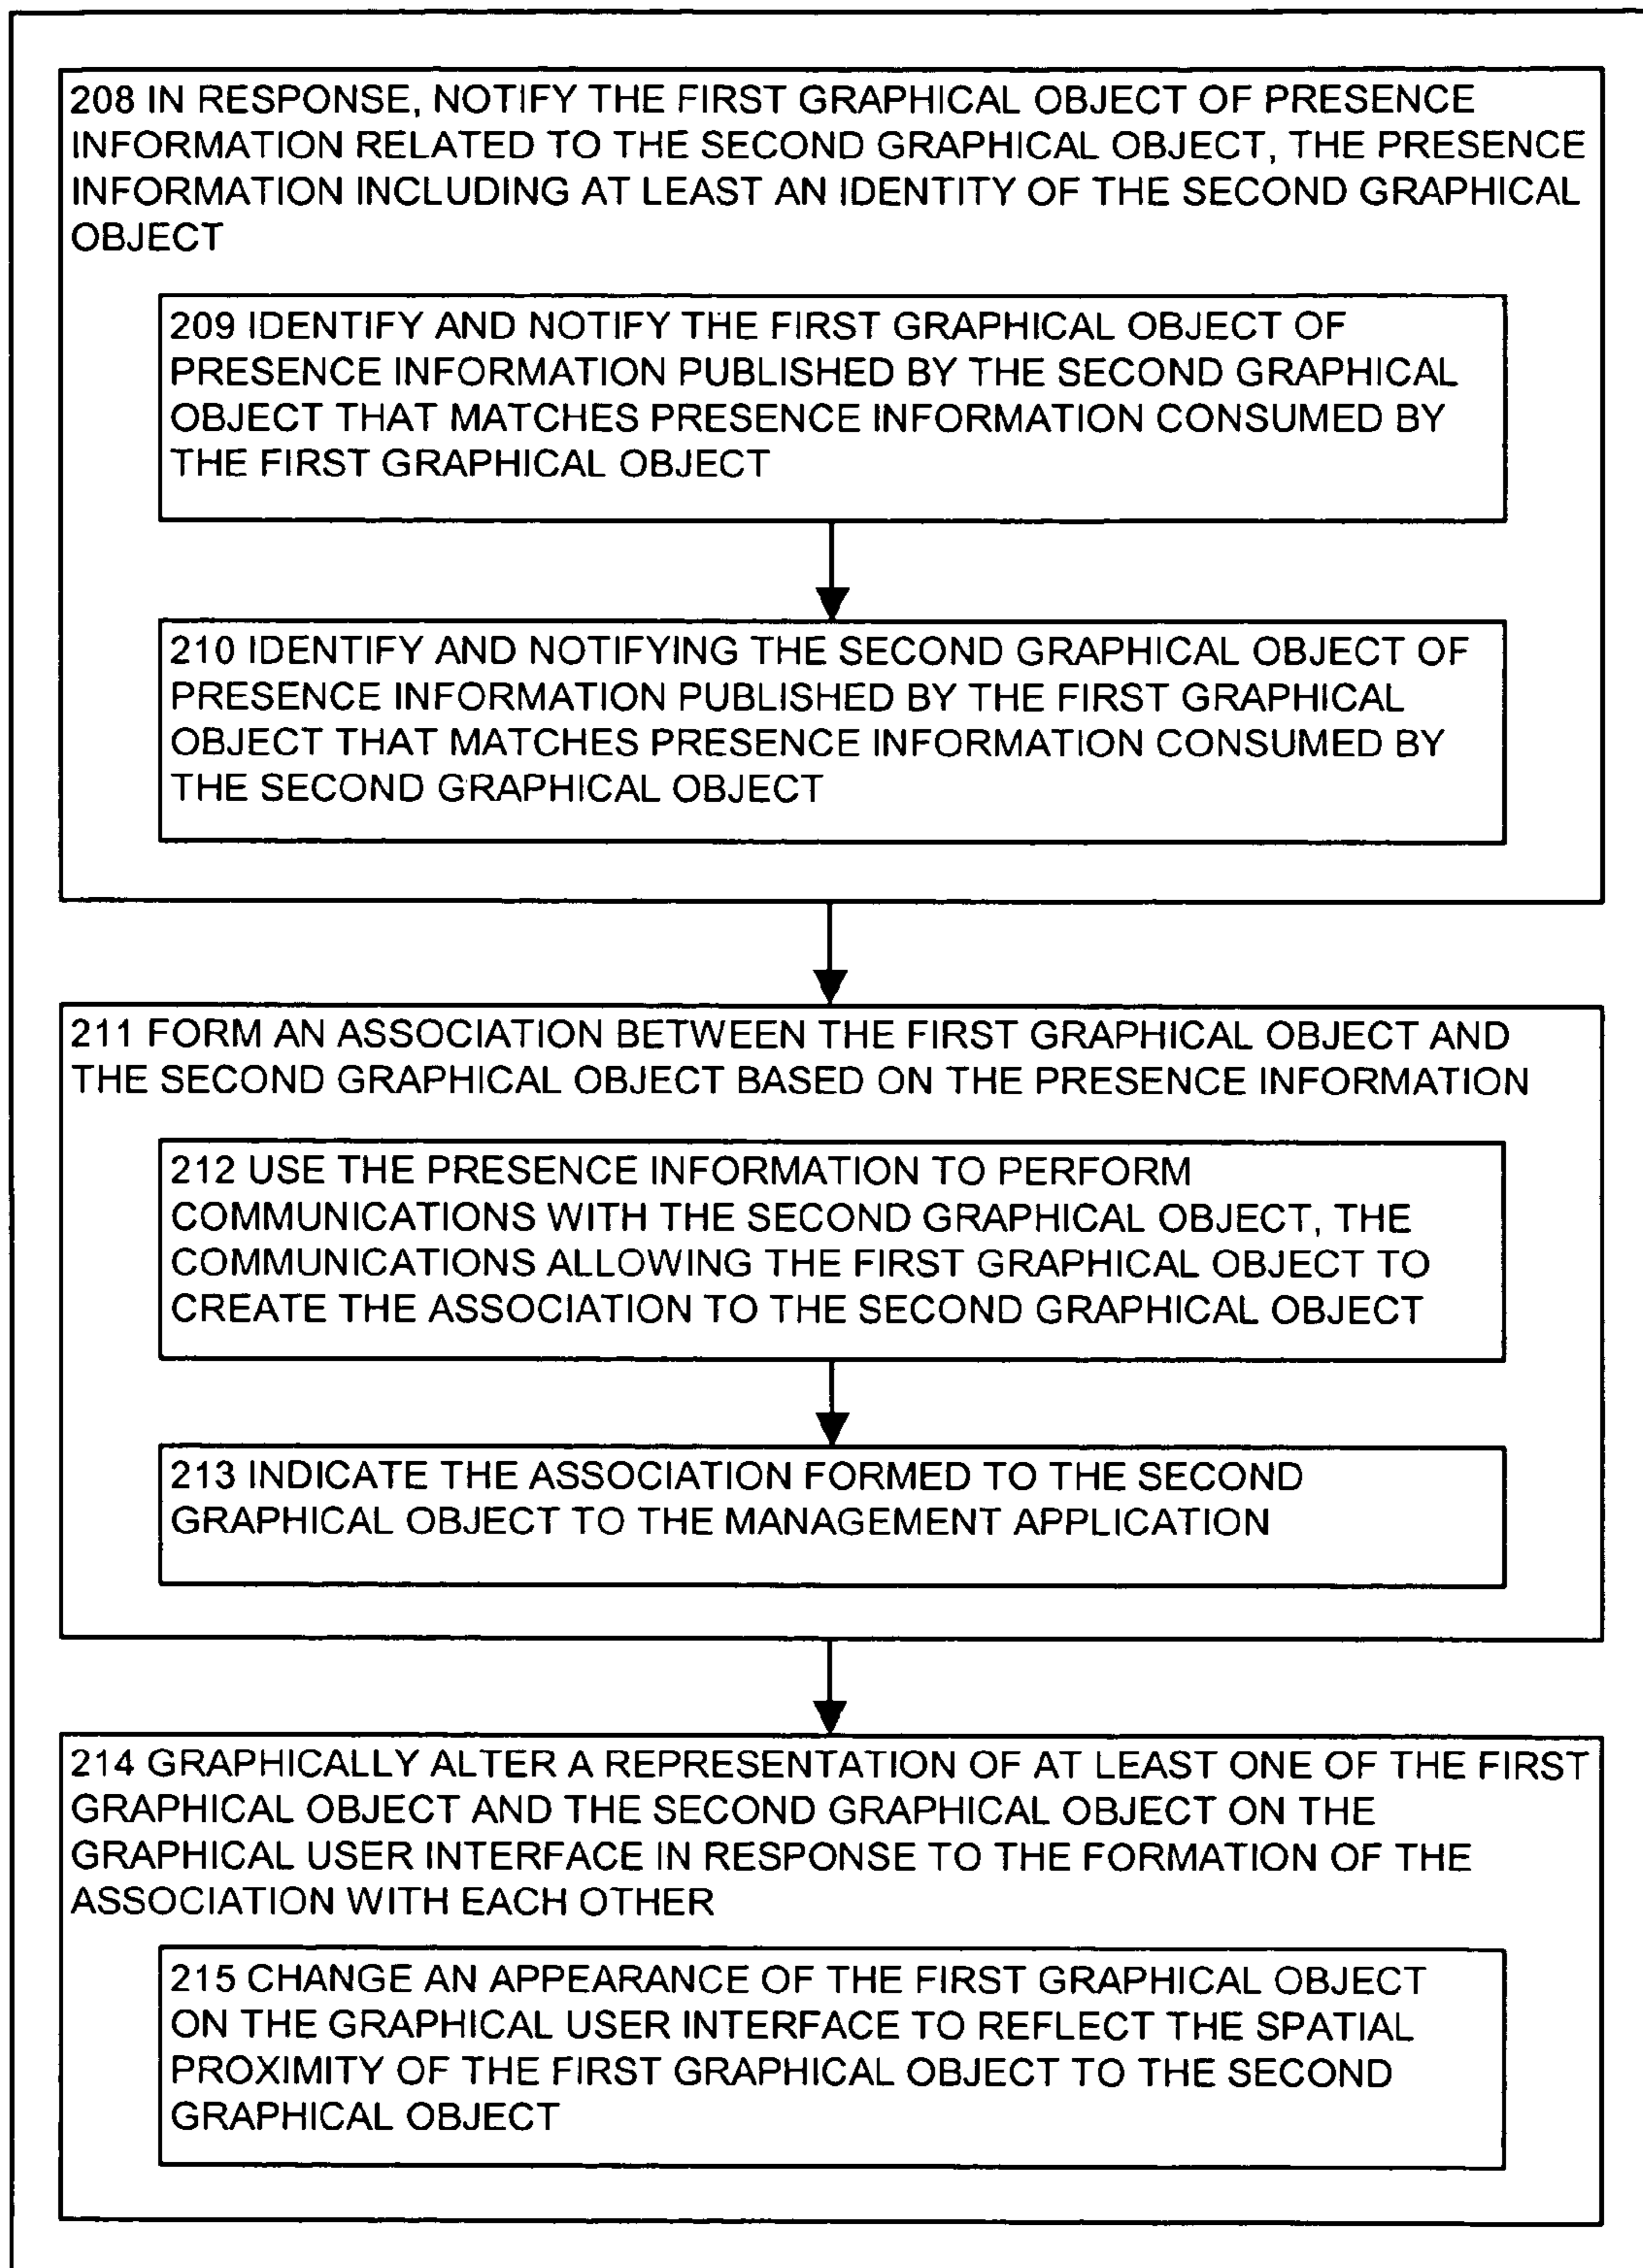 208 IN RESPONSE, NOTIFY THE FIRST GRAPHICAL OBJECT OF PRESENCE
INFORMATION RELATED TO THE SECOND GRAPHICAL OBJECT, THE PRESENCE
INFORMATION INCLUDING AT LEAST AN IDENTITY OF THE SECOND GRAPHICAL
OBJECT
209 IDENTIFY AND NOTIFY THE FIRST GRAPHICAL OBJECT OF
PRESENCE INFORMATION PUBLISHED BY THE SECOND GRAPHICAL
OBJECT THAT MATCHES PRESENCE INFORMATION CONSUMED BY
THE FIRST GRAPHICAL OBJECT
210 IDENTIFY AND NOTIFYING THE SECOND GRAPHICAL OBJECT OF
PRESENCE INFORMATION PUBLISHED BY THE FIRST GRAPHICAL
OBJECT THAT MATCHES PRESENCE INFORMATION CONSUMED BY
THE SECOND GRAPHICAL OBJECT
211 FORM AN ASSOCIATION BETWEEN THE FIRST GRAPHICAL OBJECT AND
THE SECOND GRAPHICAL OBJECT BASED ON THE PRESENCE INFORMATION
212 USE THE PRESENCE INFORMATION TO PERFORM
COMMUNICATIONS WITH THE SECOND GRAPHICAL OBJECT, THE
COMMUNICATIONS ALLOWING THE FIRST GRAPHICAL OBJECT TO
CREATE THE ASSOCIATION TO THE SECOND GRAPHICAL OBJECT
213 INDICATE THE ASSOCIATION FORMED TO THE SECOND
GRAPHICAL OBJECT TO THE MANAGEMENT APPLICATION
214 GRAPHICALLY ALTER A REPRESENTATION OF AT LEAST ONE OF THE FIRST
GRAPHICAL OBJECT AND THE SECOND GRAPHICAL OBJECT ON THE
GRAPHICAL USER INTERFACE IN RESPONSE TO THE FORMATION OF THE
ASSOCIATION WITH EACH OTHER
215 CHANGE AN APPEARANCE OF THE FIRST GRAPHICAL OBJECT
ON THE GRAPHICAL USER INTERFACE TO REFLECT THE SPATIAL
PROXIMITY OF THE FIRST GRAPHICAL OBJECT TO THE SECOND
GRAPHICAL OBJECT